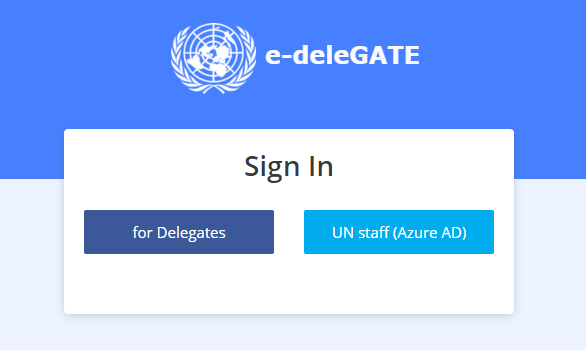 e-deleGATE
Sign In
for Delegates
UN staff (Azure AD)